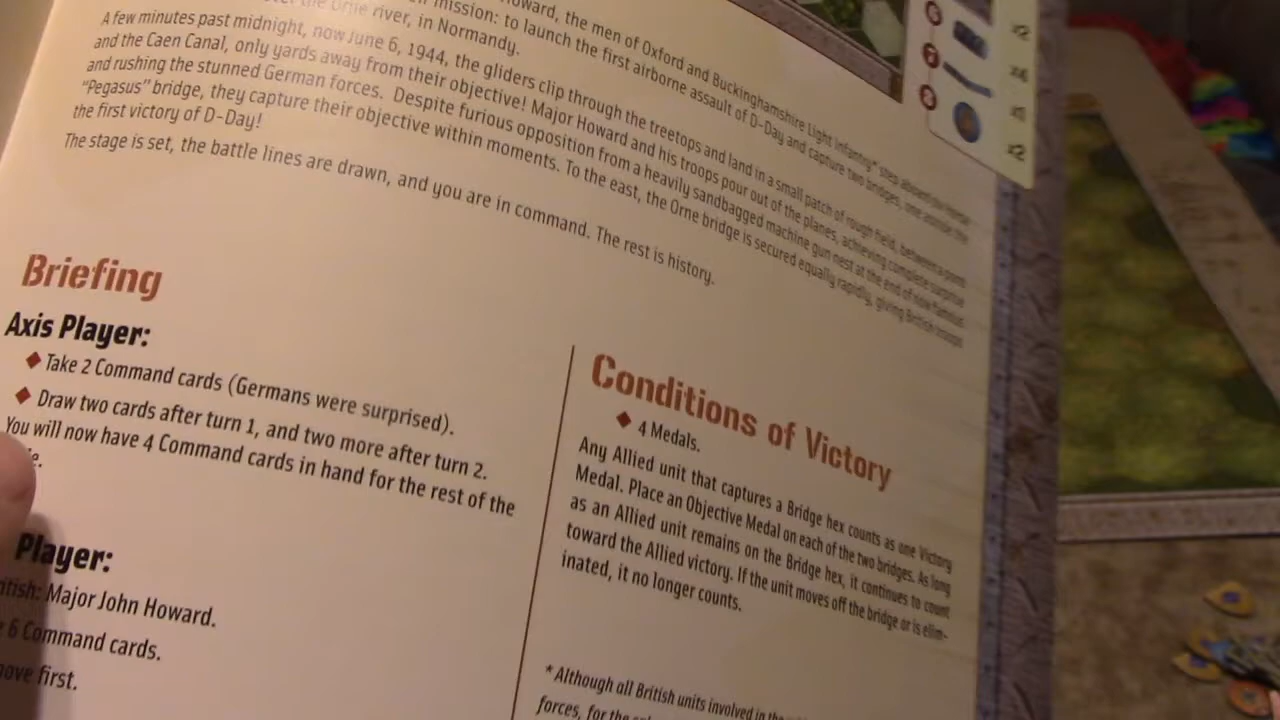 Howard, the men of Oxford and Buckinghamshire Light Infantry* step aboard
mission: to launch the first airborne assault of D-Day and capture two bridges, one
the Orne river, in Normandy.
A few minutes past midnight, now June 6, 1944, the gliders clip through the treetops and land in a small patch of rough field, between
and the Caen Canal, only yards away from their objective! Major Howard and his troops pour out of the planes, achieving complete surprise
and rushing the stunned German forces. Despite furious opposition from a heavily sandbagged machine gun nest at the end of now famous
"Pegasus" bridge, they capture their objective within moments. To the east, the Orne bridge is secured equally rapidly, giving British troops
the first victory of D-Day!
The stage is set, the battle lines are drawn, and you are in command. The rest is history.
Briefing
Axis Player:
Take 2 Command cards (Germans were surprised).
Draw two cards after turn 1, and two more after turn 2.
You will now have 4 Command cards in hand for the rest of the
Player:
Major John Howard.
6 Command cards.
move first.
Conditions of Victory
4 Medals.
Any Allied unit that captures a Bridge hex counts as one Victory
Medal. Place an Objective Medal on each of the two bridges. As long
as an Allied unit remains on the Bridge hex, it continues to count
toward the Allied victory. If the unit moves off the bridge or is elim-
inated, it no longer counts.
* Although all British units involved in the
forces, for the
x2
x2